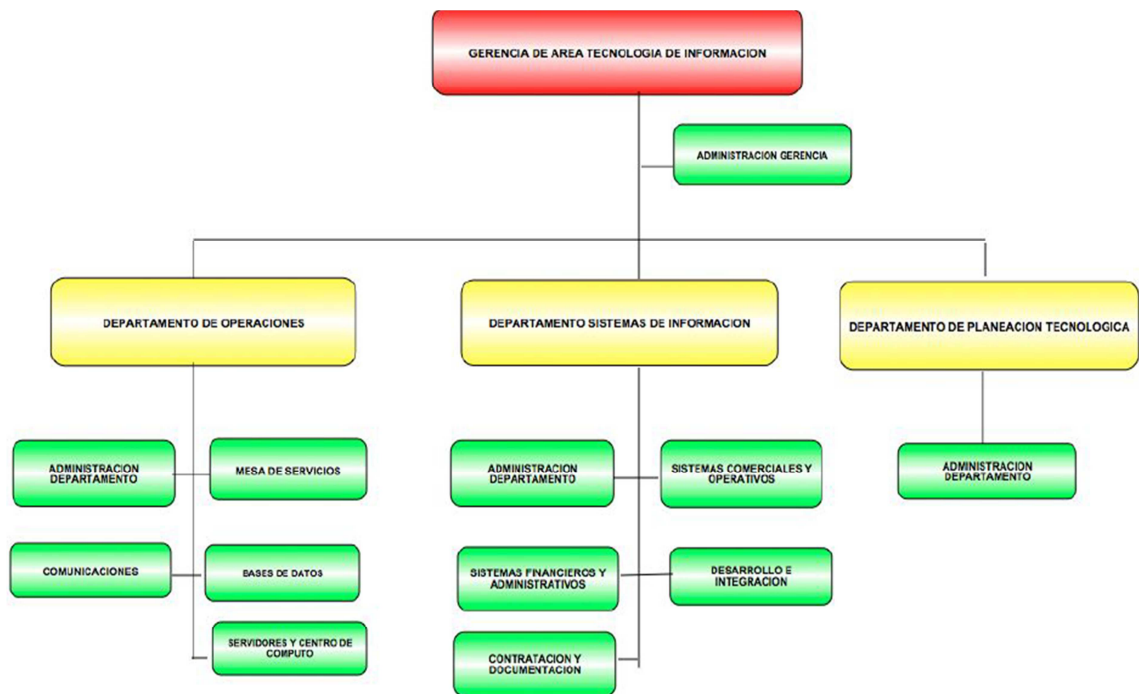 GERENCIA DE AREA TECNOLOGIA DE INFORMACION
ADMINISTRACION GERENCIA
DEPARTAMENTO DE OPERACIONES
DEPARTAMENTO SISTEMAS DE INFORMACION
DEPARTAMENTO DE PLANEACION TECNOLOGICA
ADMINISTRACION
DEPARTAMENTO
MESA DE SERVICIOS
COMUNICACIONES
BASES DE DATOS
SERVIDORES Y CENTRO DE
COMPUTO
ADMINISTRACION
DEPARTAMENTO
SISTEMAS COMERCIALES Y
OPERATIVOS
SISTEMAS FINANCIEROS Y
ADMINISTRATIVOS
DESARROLLO E
INTEGRACION
CONTRATACION Y
DOCUMENTACION
ADMINISTRACION
DEPARTAMENTO